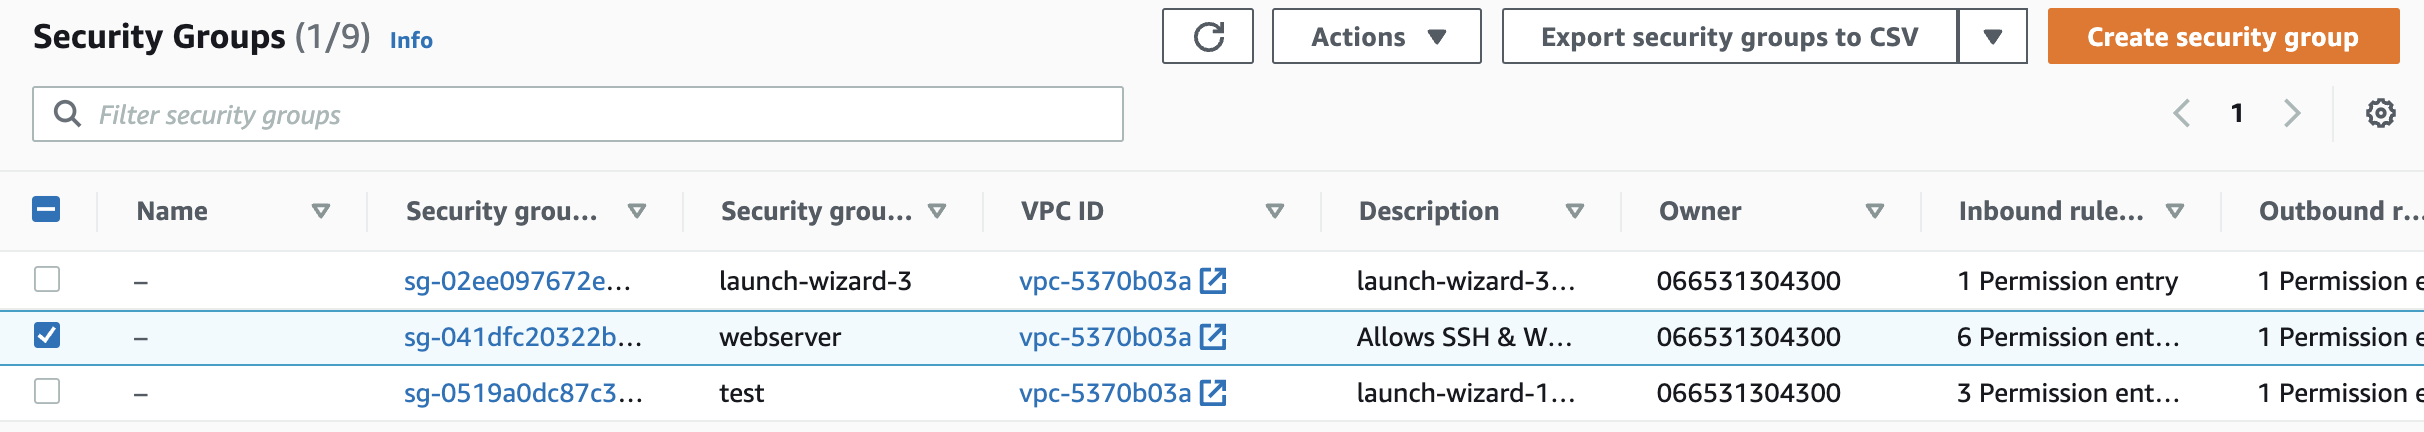 Security Groups (1/9) Info Actions Export security groups to CSV Create security group
Filter security groups 1
Name Security grou... Security grou... VPC ID Description Owner Inbound rule... Outbound r...
– sg-02ee097672e... launch-wizard-3 vpc-5370b03a launch-wizard-3... 066531304300 1 Permission entry 1 Permission e
– sg-041dfc20322b... webserver vpc-5370b03a Allows SSH & W... 066531304300 6 Permission ent... 1 Permission e
– sg-0519a0dc87c3... test vpc-5370b03a launch-wizard-1... 066531304300 3 Permission ent... 1 Permission e